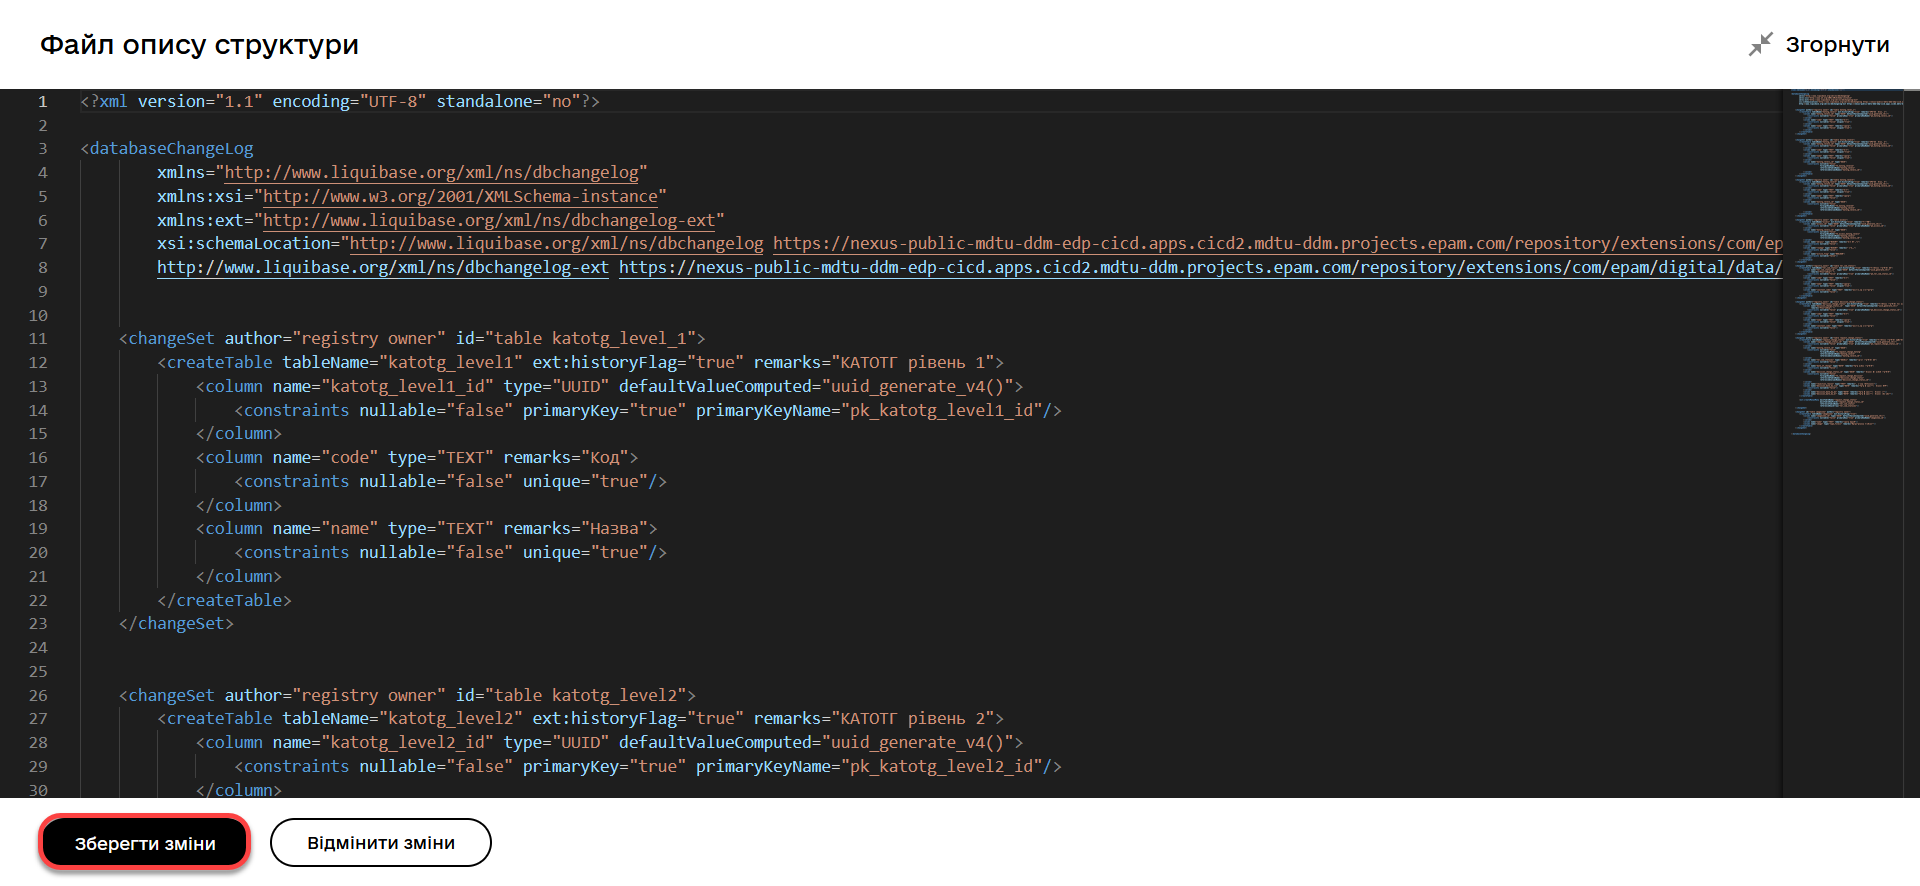 Файл опису структури
Згорнути
1 <?xml version="1.1" encoding="UTF-8" standalone="no"?>
2
3 <databaseChangeLog
4 xmlns="http://www.liquibase.org/xml/ns/dbchangelog"
5 xmlns:xsi="http://www.w3.org/2001/XMLSchema-instance"
6 xmlns:ext="http://www.liquibase.org/xml/ns/dbchangelog-ext"
7 xsi:schemaLocation="http://www.liquibase.org/xml/ns/dbchangelog https://nexus-public-mdtu-ddm-edp-cicd.apps.cicd2.mdtu-ddm.projects.epam.com/repository/extensions/com/ep
8 http://www.liquibase.org/xml/ns/dbchangelog-ext https://nexus-public-mdtu-ddm-edp-cicd.apps.cicd2.mdtu-ddm.projects.epam.com/repository/extensions/com/epam/digital/data/
9
10
11 <changeSet author="registry owner" id="table katotg_level_1">
12 <createTable tableName="katotg_level1" ext:historyFlag="true" remarks="КАТОТГ рівень 1">
13 <column name="katotg_level1_id" type="UUID" defaultValueComputed="uuid_generate_v4()">
14 <constraints nullable="false" primaryKey="true" primaryKeyName="pk_katotg_level1_id"/>
15 </column>
16 <column name="code" type="TEXT" remarks="Код">
17 <constraints nullable="false" unique="true"/>
18 </column>
19 <column name="name" type="TEXT" remarks="Назва">
20 <constraints nullable="false" unique="true"/>
21 </column>
22 </createTable>
23 </changeSet>
24
25
26 <changeSet author="registry owner" id="table katotg_level2">
27 <createTable tableName="katotg_level2" ext:historyFlag="true" remarks="КАТОТГ рівень 2">
28 <column name="katotg_level2_id" type="UUID" defaultValueComputed="uuid_generate_v4()">
29 <constraints nullable="false" primaryKey="true" primaryKeyName="pk_katotg_level2_id"/>
30 </column>
Зберегти зміни
Відмінити зміни